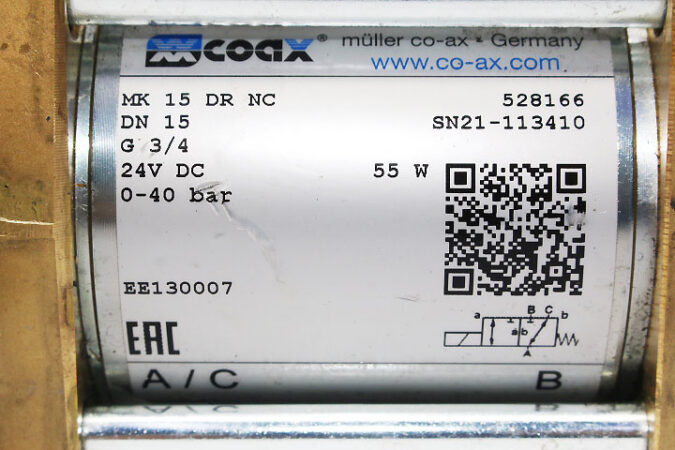 coax® müller co-ax • Germany
www.co-ax.com
MK 15 DR NC 528166
DN 15 SN21-113410
G 3/4
24V DC 55 W
0-40 bar
EE130007
EAC
a B C b
a b
A
A / C B